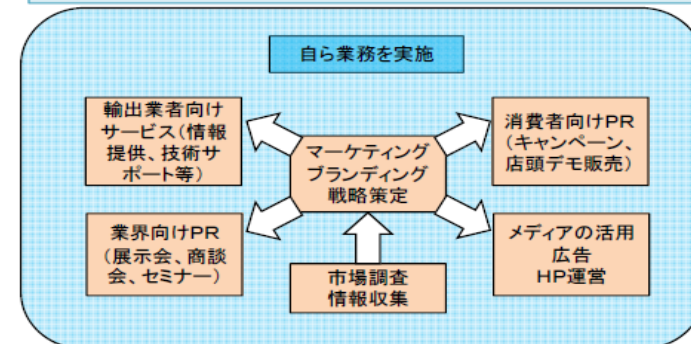 自ら業務を実施
輸出業者向け
サービス(情報
提供、技術サ
ポート等)
マーケティング
ブランディング
戦略策定
消費者向けPR
(キャンペーン、
店頭デモ販売)
業界向けPR
(展示会、商談
会、セミナー)
市場調査
情報収集
メディアの活用
広告
HP運営